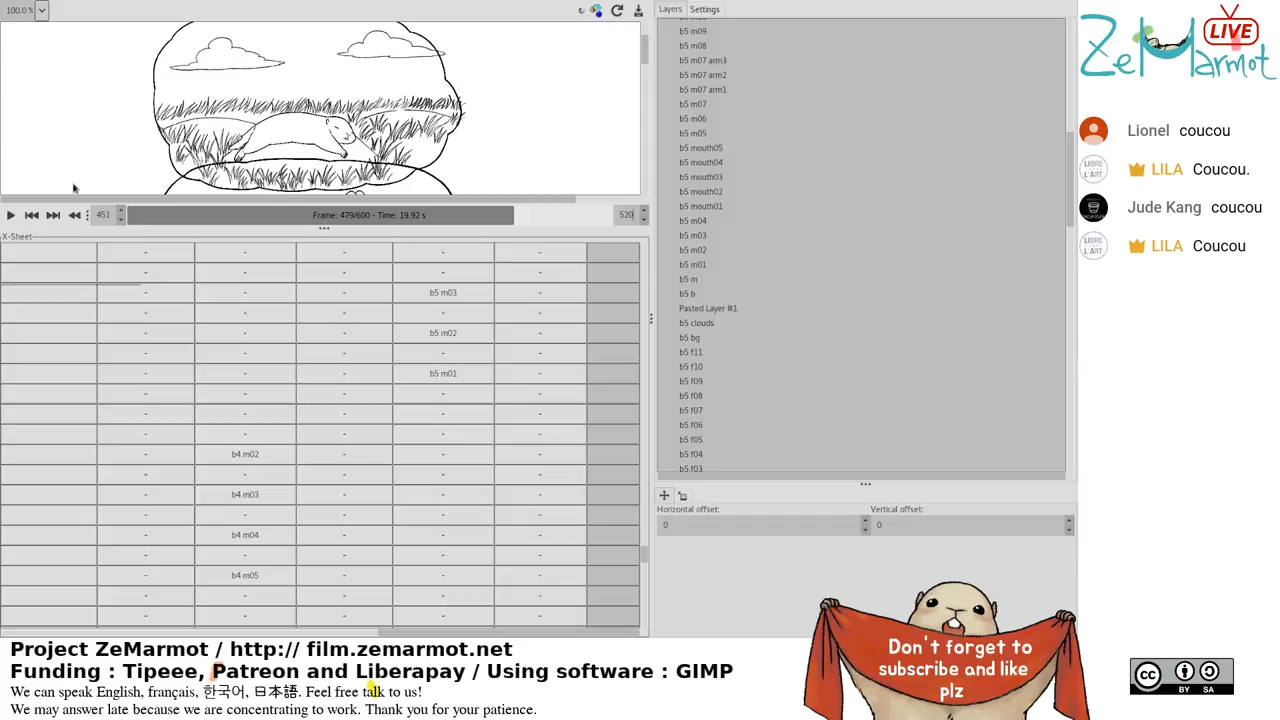 100.0 %
Layers
Settings
b5 m09
b5 m08
b5 m07 arm3
b5 m07 arm2
b5 m07 arm1
b5 m07
b5 m06
b5 m05
b5 mouth05
b5 mouth04
b5 mouth03
b5 mouth02
b5 mouth01
b5 m04
b5 m03
b5 m02
b5 m01
b5 m
b5 b
Pasted Layer #1
b5 clouds
b5 bg
b5 f11
b5 f10
b5 f09
b5 f08
b5 f07
b5 f06
b5 f05
b5 f04
b5 f03
451
Frame: 479/600 - Time: 19.92 s
520
X-Sheet
b5 m03
b5 m02
b5 m01
b4 m02
b4 m03
b4 m04
b4 m05
Horizontal offset:
Vertical offset:
0
0
ZeMarmot
LIVE
Lionel coucou
LIBRE L'ART
LILA Coucou.
Jude Kang coucou
LIBRE L'ART
LILA Coucou
Don't forget to
subscribe and like
plz
Project ZeMarmot / http:// film.zemarmot.net
Funding : Tipeee, Patreon and Liberapay / Using software : GIMP
We can speak English, français, 한국어, 日本語. Feel free talk to us!
We may answer late because we are concntrating to work. Thank you for your patience.
CC
BY SA